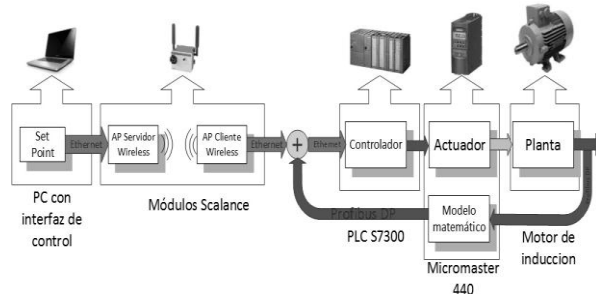 Set
Point
Ethernet
AP Servidor
Wireless
AP Cliente
Wireless
Ethernet
+
Ethernet
Controlador
Actuador
Planta
PC con
interfaz de
control
Módulos Scalance
Profibus DP
PLC S7300
Modelo
matemático
Micromaster
440
Motor de
induccion